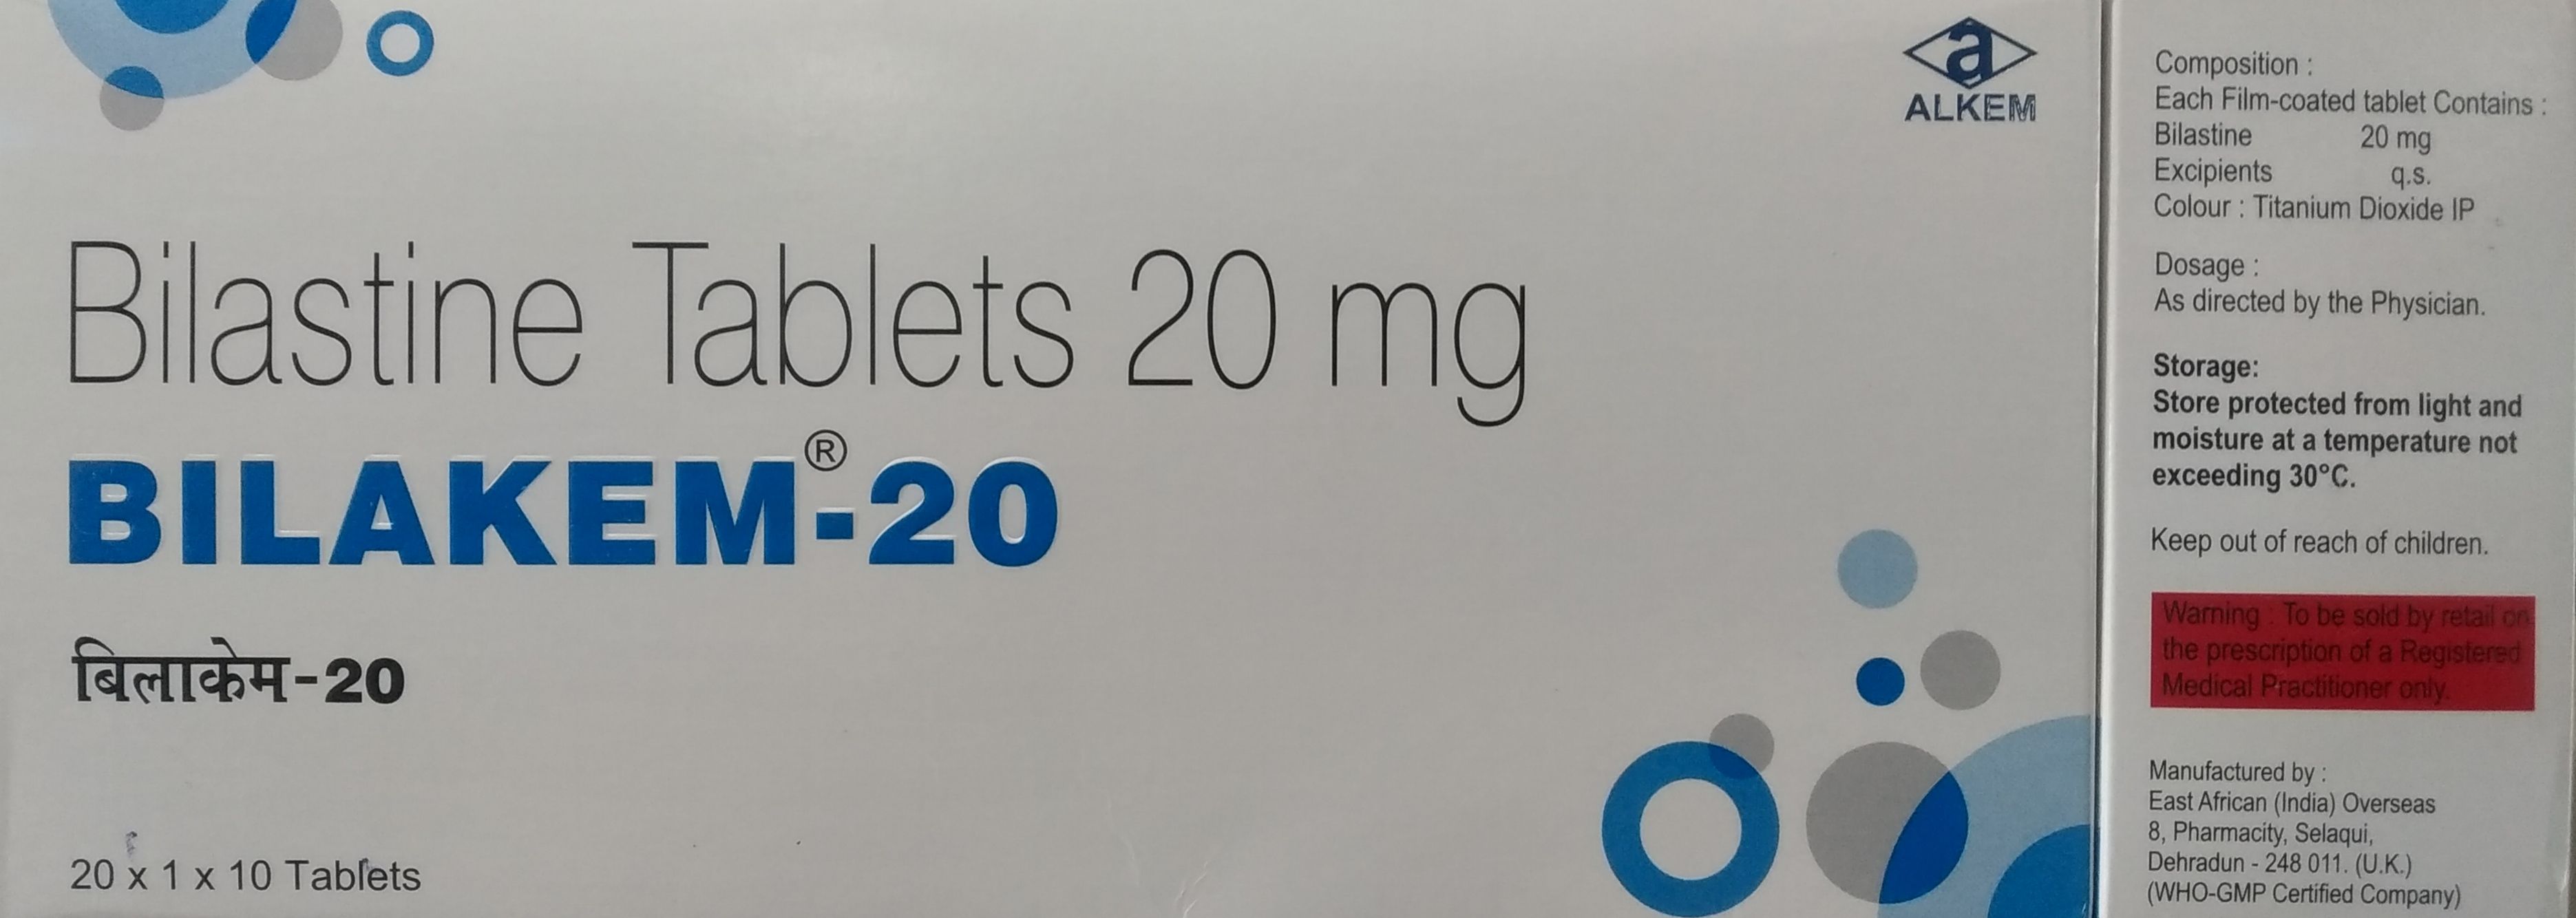 a
ALKEM
Bilastine Tablets 20 mg
BILAKEM®-20
बिलाकेम-20
20 x 1 x 10 Tablets
Composition :
Each Film-coated tablet Contains :
Bilastine 20 mg
Excipients q.s.
Colour : Titanium Dioxide IP
Dosage :
As directed by the Physician.
Storage:
Store protected from light and
moisture at a temperature not
exceeding 30°C.
Keep out of reach of children.
Warning : To be sold by retail on
the prescription of a Registered
Medical Practitioner only.
Manufactured by :
East African (India) Overseas
8, Pharmacity, Selaqui,
Dehradun - 248 011. (U.K.)
(WHO-GMP Certified Company)